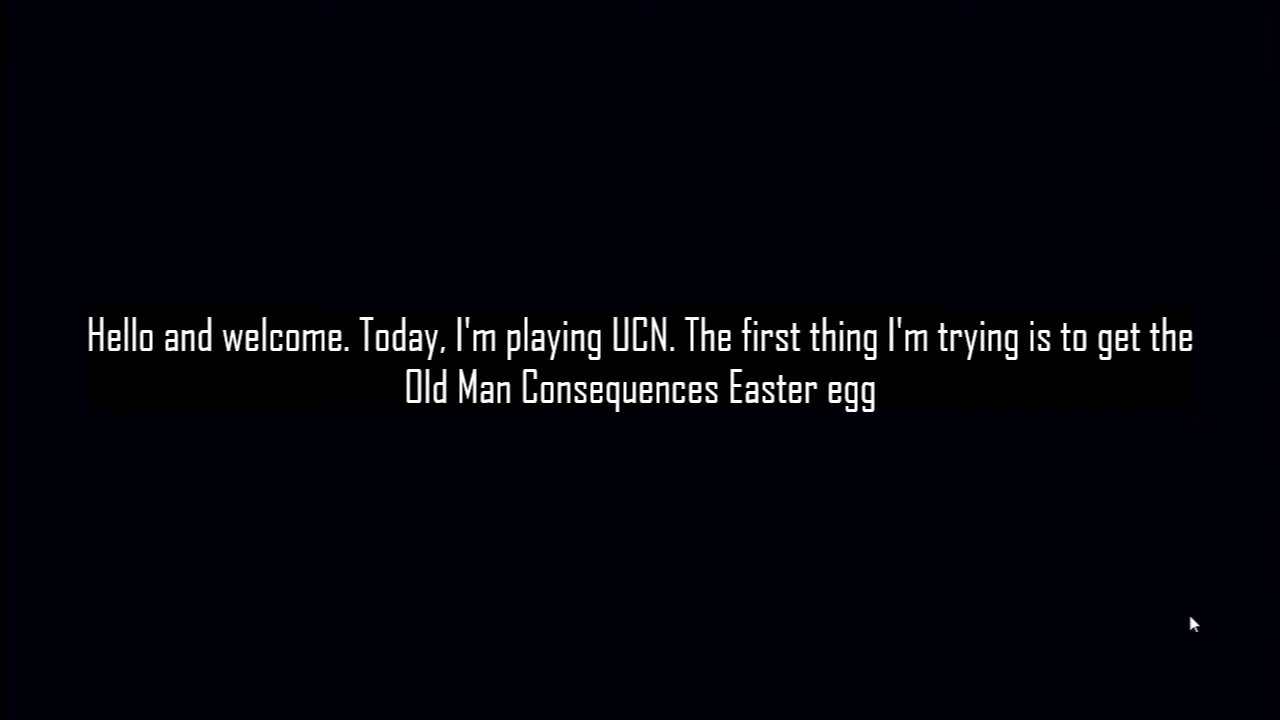 Hello and welcome. Today, I'm playing UCN. The first thing I'm trying is to get the
Old Man Consequences Easter egg